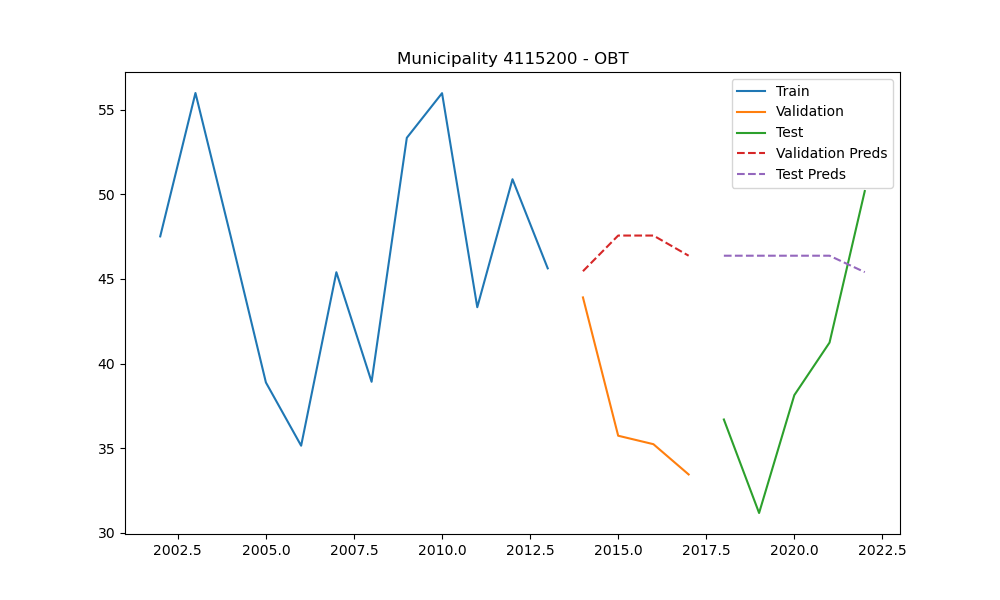 Municipality 4115200 - OBT
Train
Validation
Test
Validation Preds
Test Preds
55
50
45
40
35
30
2002.5 2005.0 2007.5 2010.0 2012.5 2015.0 2017.5 2020.0 2022.5